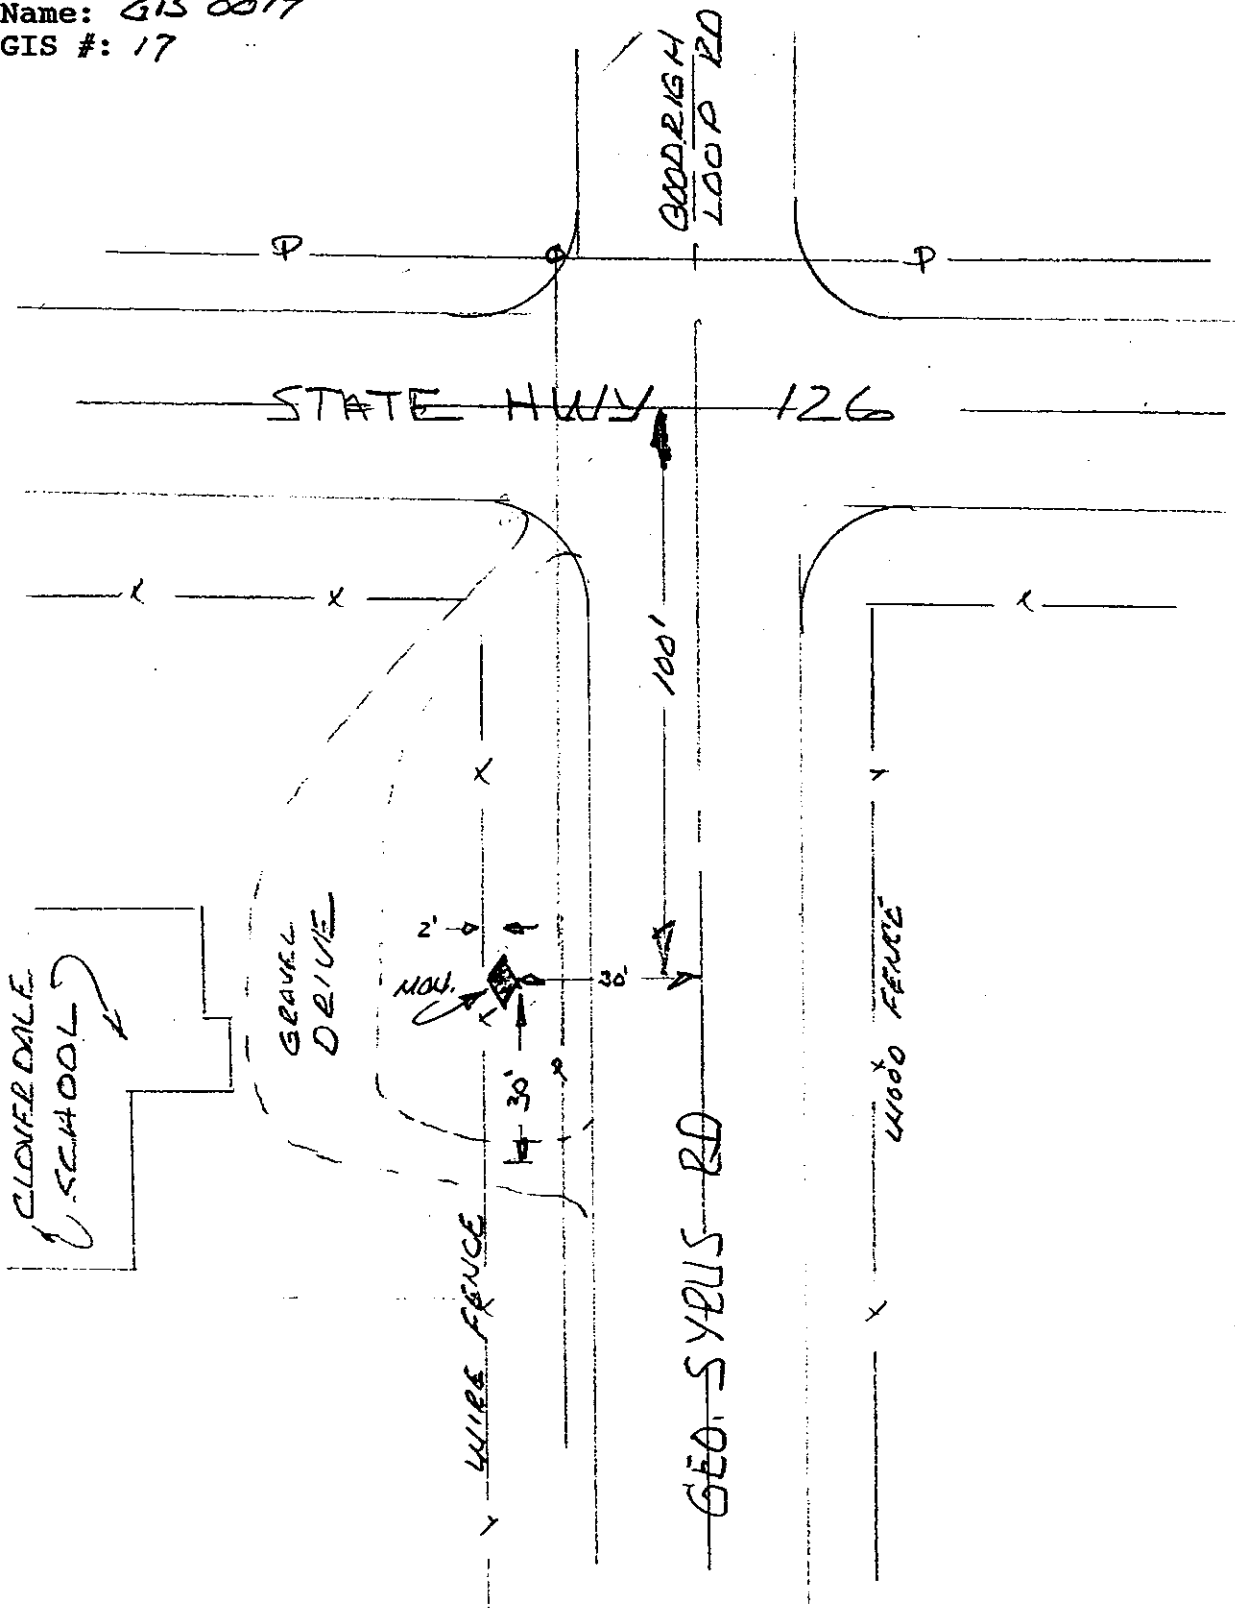 Name: GIS 0017
GIS #: 17
GOODRIGH
LOOP RD
P
P
STATE HWY 126
X
X
X
100'
X
X
2'
MON.
30'
30'
GRAVEL
DRIVE
CLOVERDALE
SCHOOL
X
WOOD FENCE
X
X
WIRE FENCE
GEO. SYRUS RD